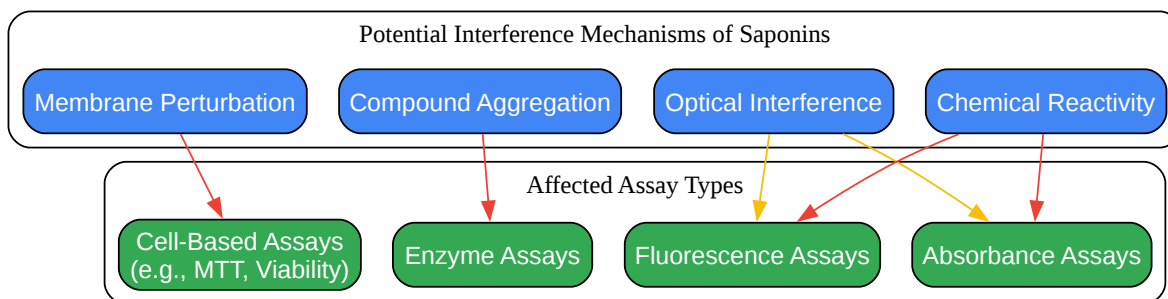 Potential Interference Mechanisms of Saponins
Membrane Perturbation
Compound Aggregation
Optical Interference
Chemical Reactivity
Affected Assay Types
Cell-Based Assays
(e.g., MTT, Viability)
Enzyme Assays
Fluorescence Assays
Absorbance Assays